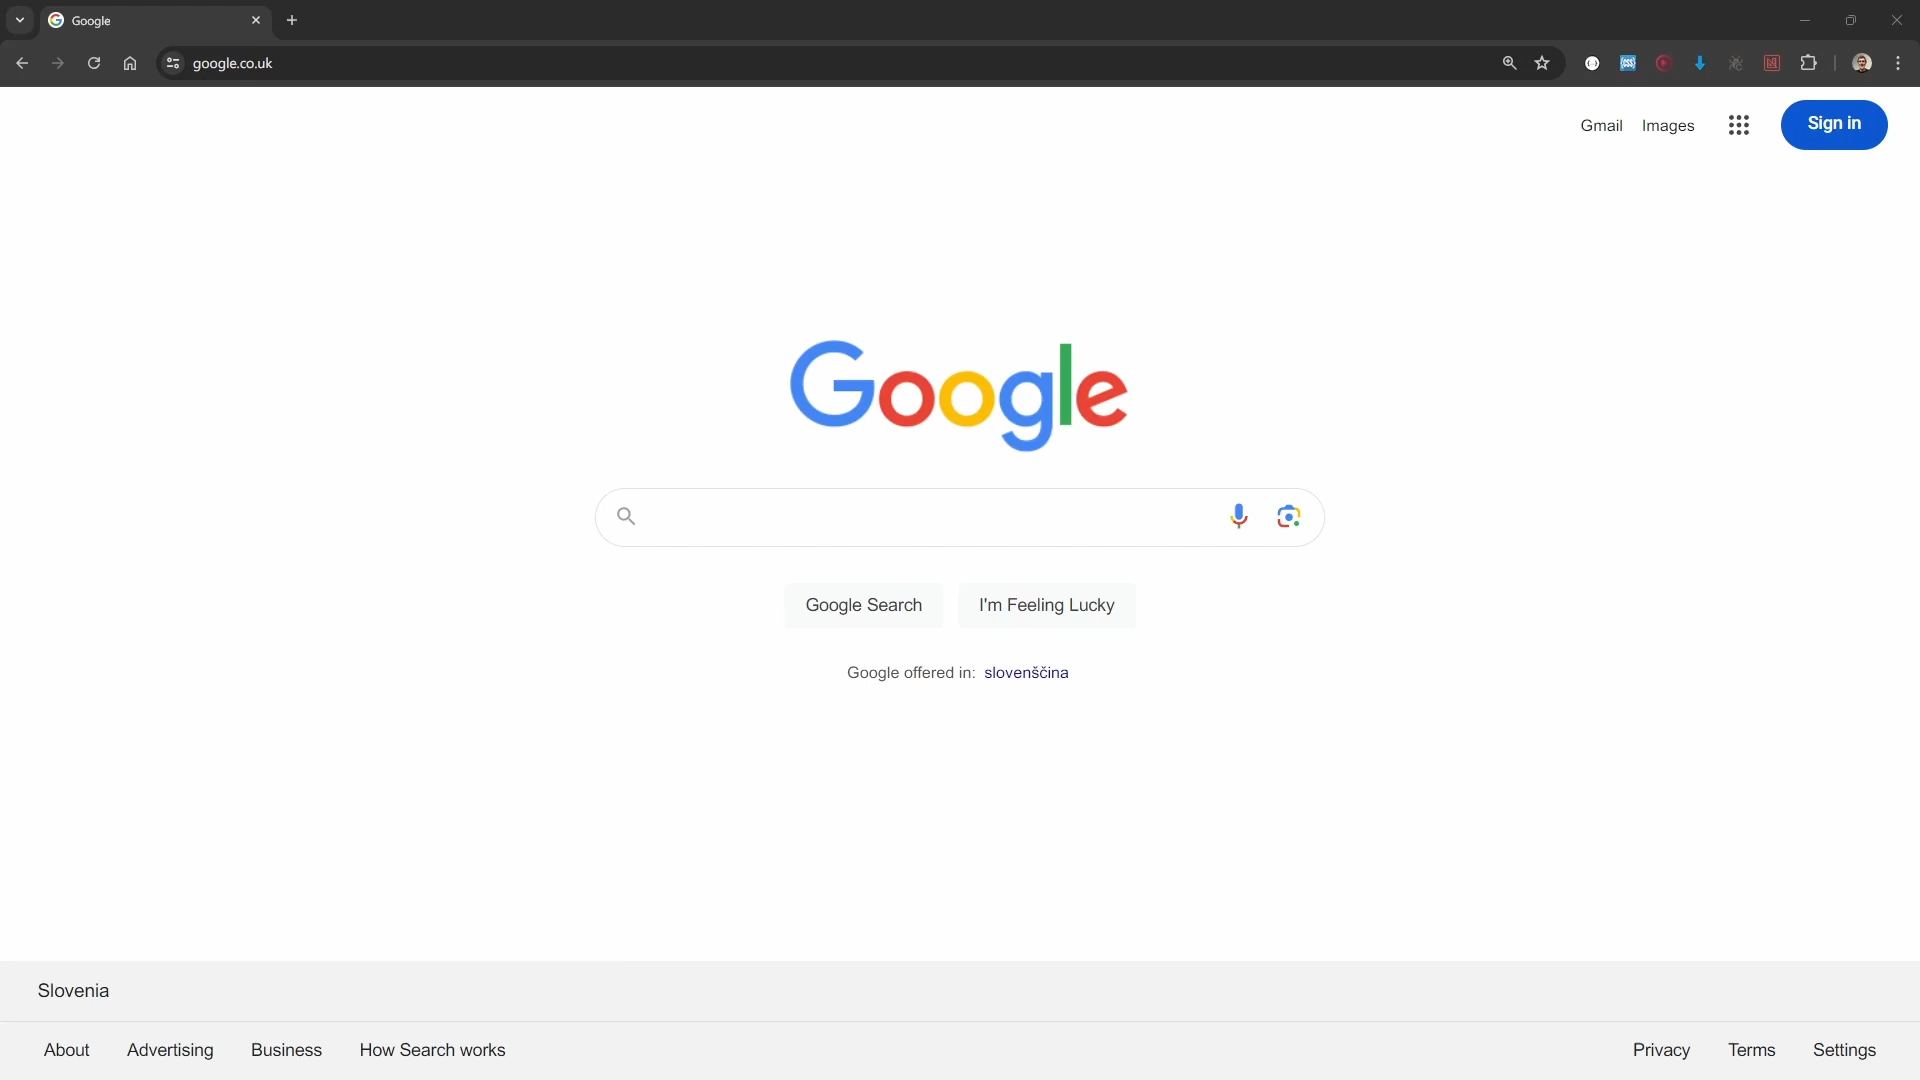 Google
google.co.uk
Gmail Images Sign in
Google
Google Search I'm Feeling Lucky
Google offered in: slovenščina
Slovenia
About Advertising Business How Search works Privacy Terms Settings